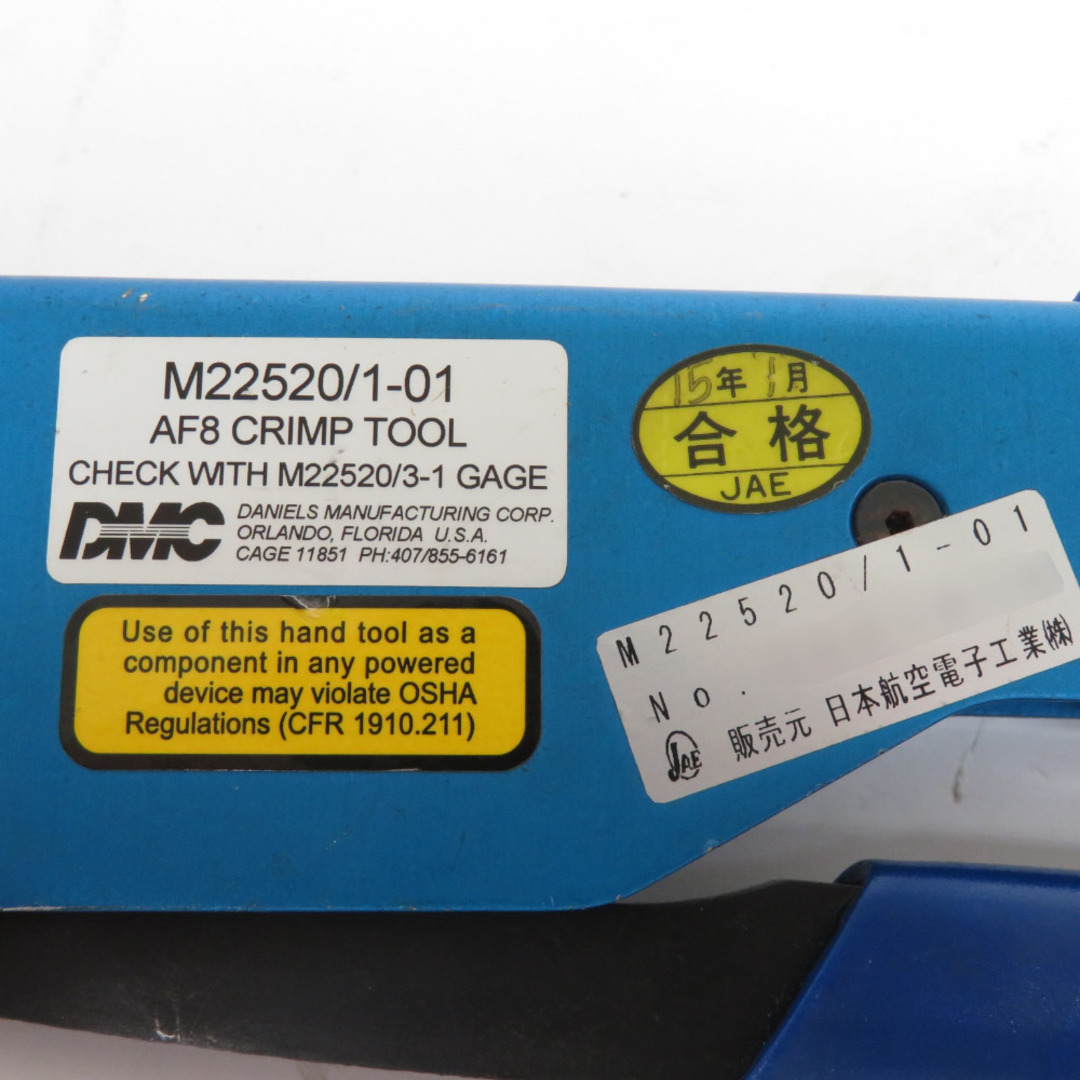 M22520/1-01
AF8 CRIMP TOOL
CHECK WITH M22520/3-1 GAGE
DMC
DANIELS MANUFACTURING CORP.
ORLANDO, FLORIDA U.S.A.
CAGE 11851 PH:407/855-6161
Use of this hand tool as a
component in any powered
device may violate OSHA
Regulations (CFR 1910.211)
15年 1月
合格
JAE
M22520/1-01
No.
JAE 販売元 日本航空電子工業㈱